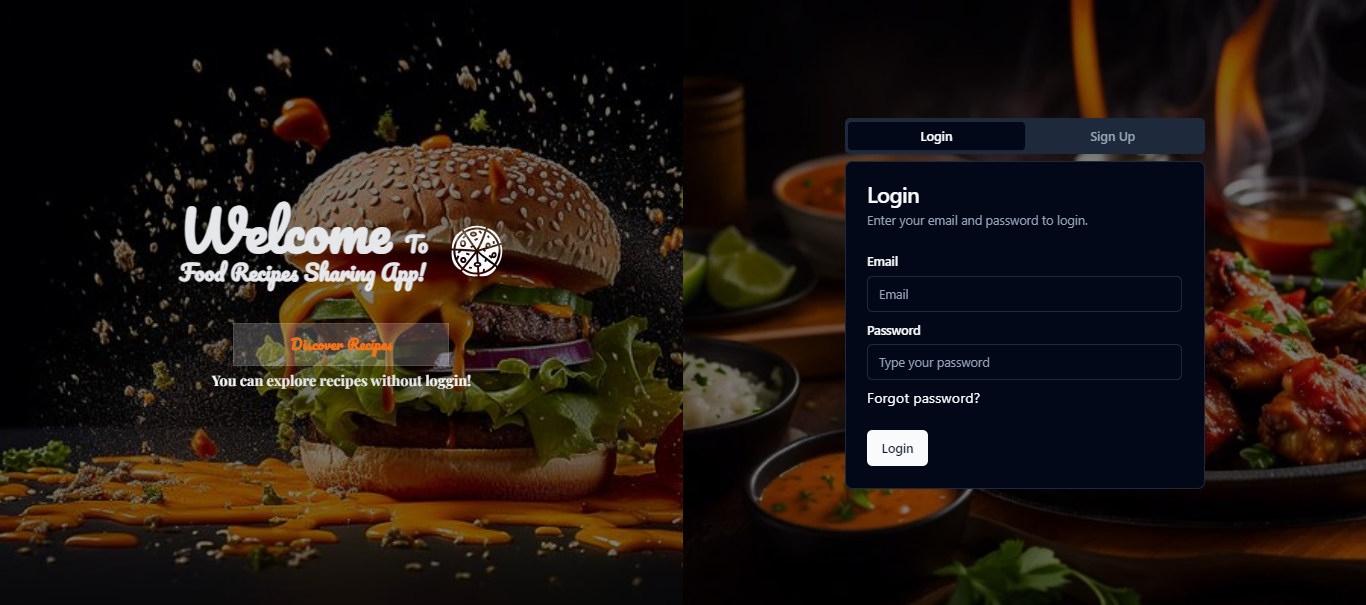 Welcome To
Food Recipes Sharing App!
Discover Recipes
You can explore recipes without loggin!
Login
Sign Up
Login
Enter your email and password to login.
Email
Email
Password
Type your password
Forgot password?
Login